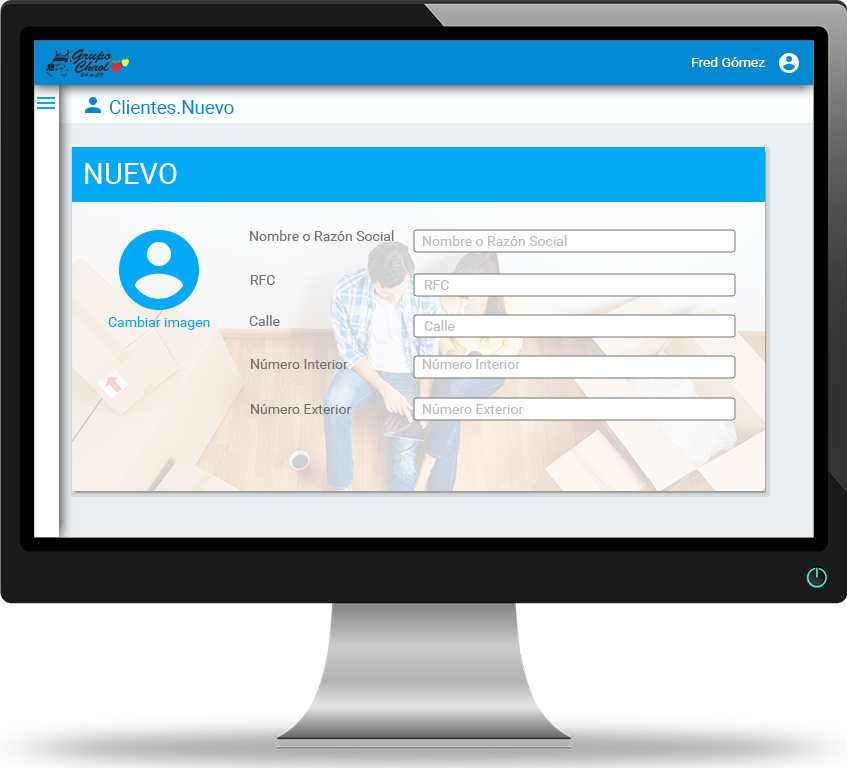 Grupo
Chaol
Fred Gómez
Clientes.Nuevo
NUEVO
Nombre o Razón Social
Nombre o Razón Social
RFC
RFC
Cambiar imagen
Calle
Calle
Número Interior
Número Interior
Número Exterior
Número Exterior